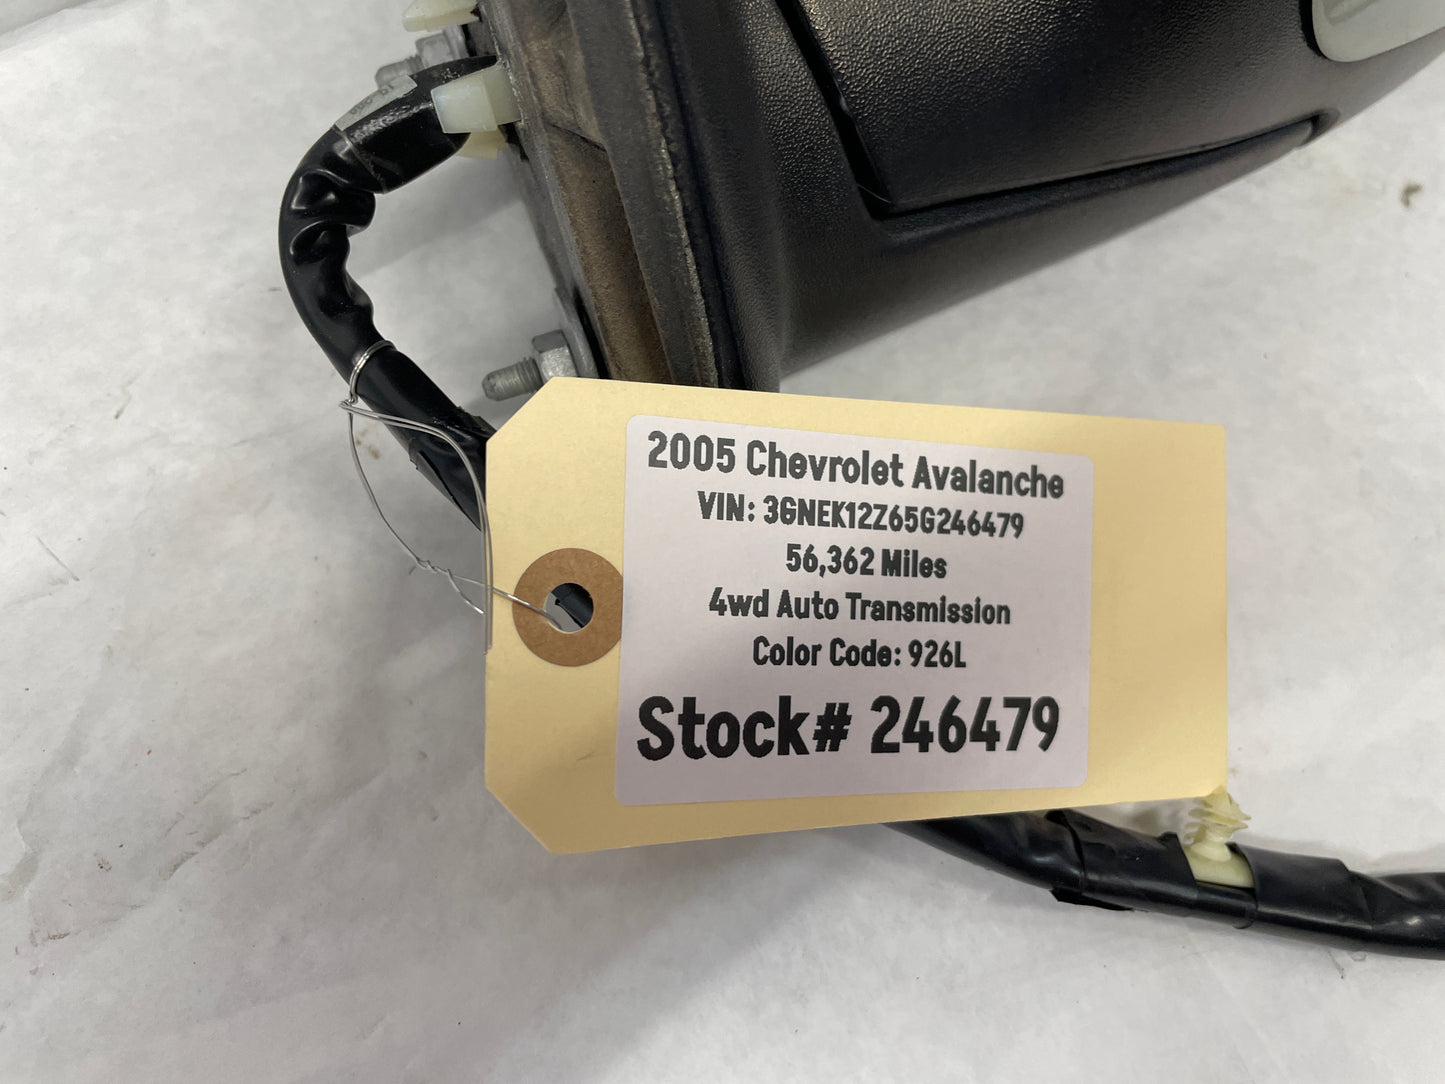 2005 Chevrolet Avalanche
VIN: 3GNEK12Z65G246479
56,362 Miles
4wd Auto Transmission
Color Code: 926L
Stock# 246479